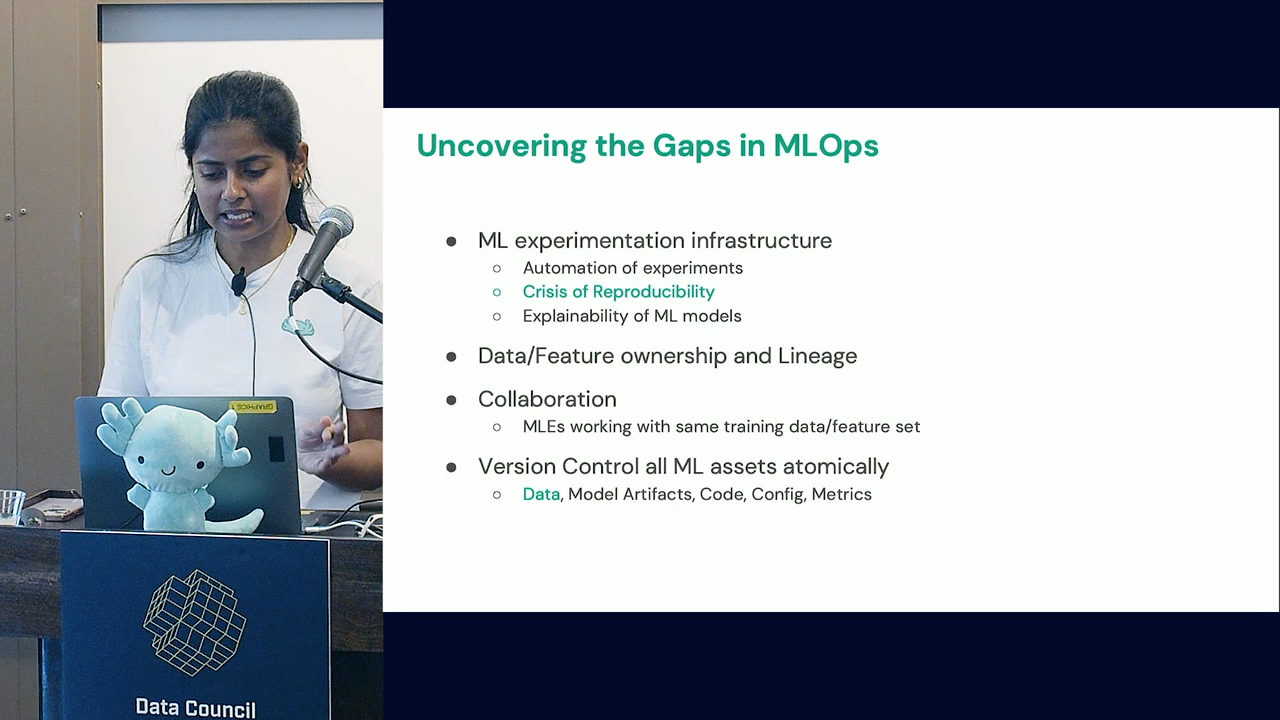 Uncovering the Gaps in MLOps
● ML experimentation infrastructure
○ Automation of experiments
○ Crisis of Reproducibility
○ Explainability of ML models
● Data/Feature ownership and Lineage
● Collaboration
○ MLEs working with same training data/feature set
● Version Control all ML assets atomically
○ Data, Model Artifacts, Code, Config, Metrics
GRAPHICS 1
Data Council